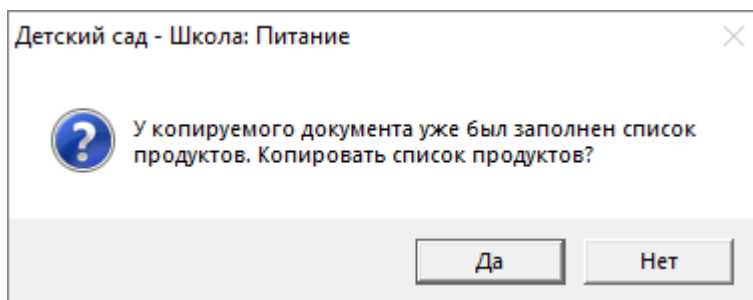 Детский сад - Школа: Питание
У копируемого документа уже был заполнен список
продуктов. Копировать список продуктов?
Да
Нет